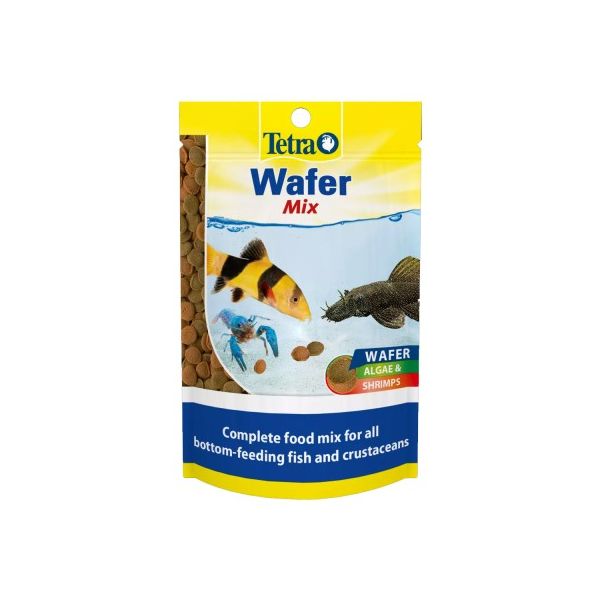 Tetra
Wafer
Mix
WAFER
ALGAE &
SHRIMPS
Complete food mix for all
bottom-feeding fish and crustaceans